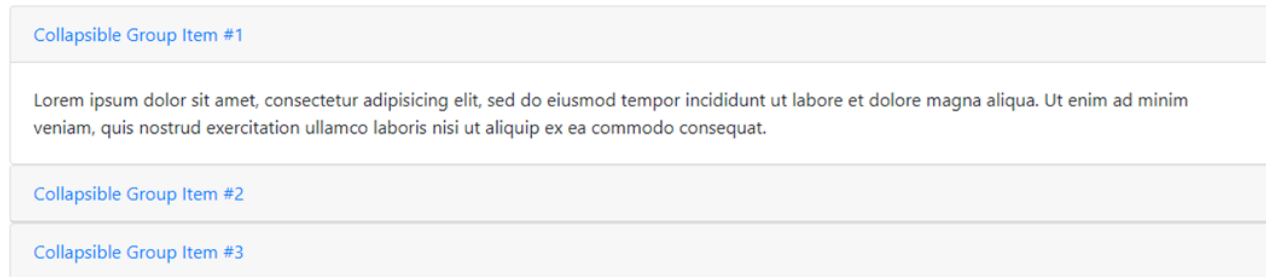 Collapsible Group Item #1
Lorem ipsum dolor sit amet, consectetur adipisicing elit, sed do eiusmod tempor incididunt ut labore et dolore magna aliqua. Ut enim ad minim
veniam, quis nostrud exercitation ullamco laboris nisi ut aliquip ex ea commodo consequat.
Collapsible Group Item #2
Collapsible Group Item #3